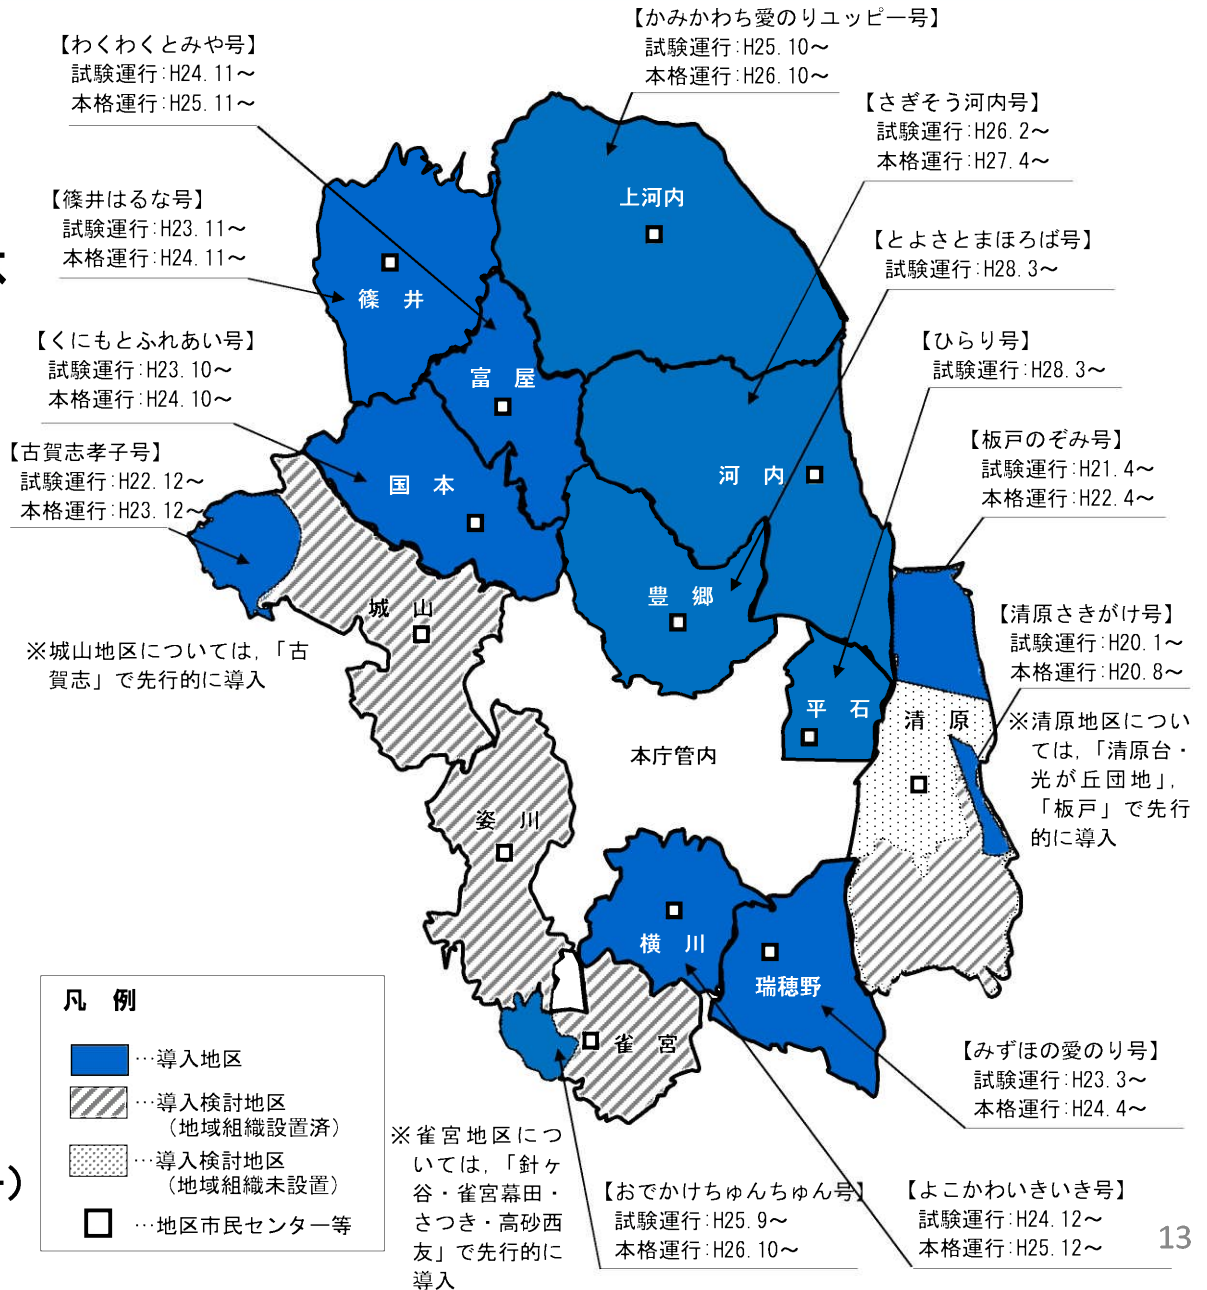 【かみかわち愛のりユッピー号】
試験運行:H25.10～
本格運行:H26.10～
【わくわくとみや号】
試験運行:H24.11～
本格運行:H25.11～
【さぎそう河内号】
試験運行:H26.2～
本格運行:H27.4～
【篠井はるな号】
試験運行:H23.11～
本格運行:H24.11～
【とよさとまほろば号】
試験運行:H28.3～
【くにもとふれあい号】
試験運行:H23.10～
本格運行:H24.10～
【ひらり号】
試験運行:H28.3～
【古賀志孝子号】
試験運行:H22.12～
本格運行:H23.12～
【板戸のぞみ号】
試験運行:H21.4～
本格運行:H22.4～
【清原さきがけ号】
試験運行:H20.1～
本格運行:H20.8～
※城山地区については,「古
賀志」で先行的に導入
※清原地区につい
ては,「清原台・
光が丘団地」,
「板戸」で先行
的に導入
上河内
篠 井
富 屋
国 本
河 内
豊 郷
城 山
平 石
清 原
本庁管内
姿 川
横 川
瑞穂野
雀 宮
凡 例
…導入地区
…導入検討地区
（地域組織設置済）
…導入検討地区
（地域組織未設置）
…地区市民センター等
※雀宮地区につ
いては,「針ヶ
谷・雀宮幕田・
さつき・高砂西
友」で先行的に
導入
【みずほの愛のり号】
試験運行:H23.3～
本格運行:H24.4～
【おでかけちゅんちゅん号】
試験運行:H25.9～
本格運行:H26.10～
【よこかわいきいき号】
試験運行:H24.12～
本格運行:H25.12～
13